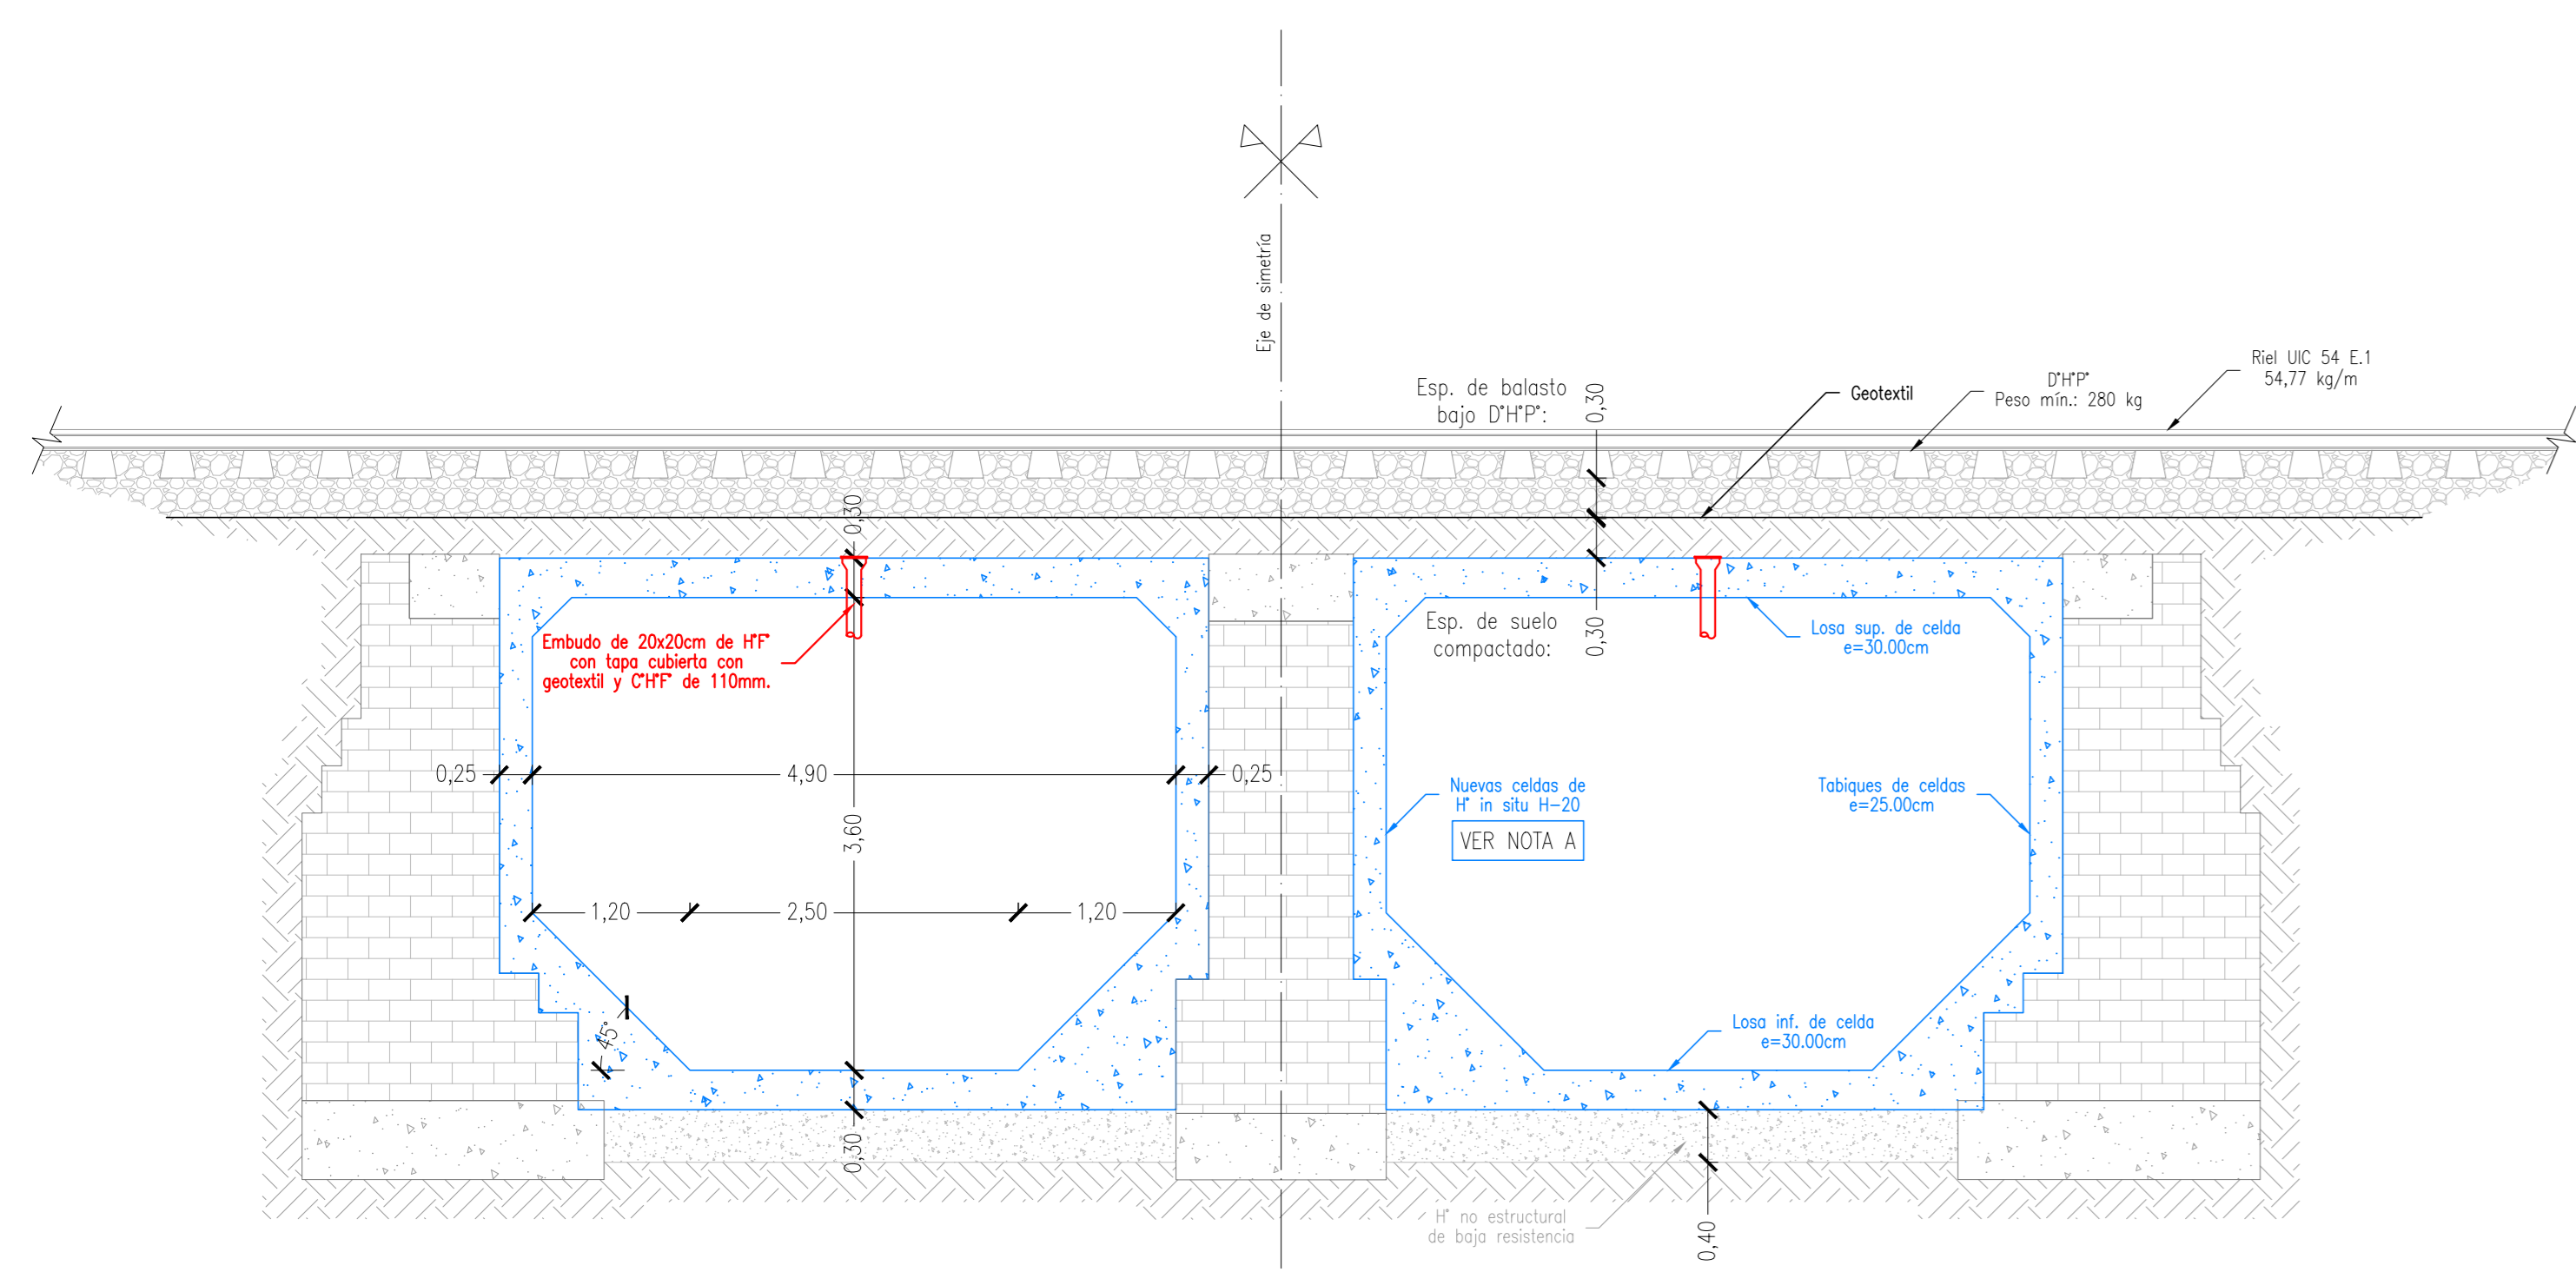 Eje de simetría
Riel UIC 54 E.1
54,77 kg/m
D°H°P°
Peso mín.: 280 kg
Geotextil
Esp. de balasto
bajo D°H°P°:
0,30
0,30
Embudo de 20x20cm de H°F°
con tapa cubierta con
geotextil y C°H°F° de 110mm.
Esp. de suelo
compactado:
0,30
Losa sup. de celda
e=30.00cm
0,25
4,90
0,25
3,60
Nuevas celdas de
H° in situ H-20
VER NOTA A
Tabiques de celdas
e=25.00cm
1,20
2,50
1,20
45°
Losa inf. de celda
e=30.00cm
0,30
H° no estructural
de baja resistencia
0,40